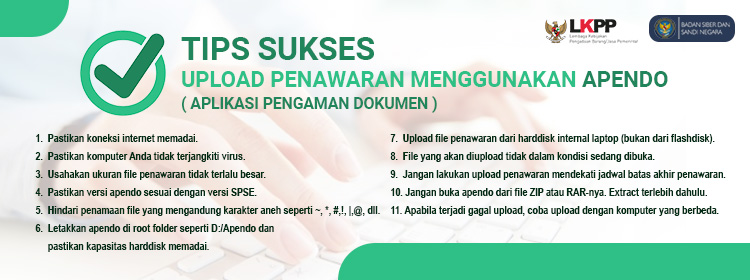 LKPP
Lembaga Kebijakan
Pengadaan Barang/Jasa Pemerintah
BADAN SIBER DAN
SANDI NEGARA
TIPS SUKSES
UPLOAD PENAWARAN MENGGUNAKAN APENDO
( APLIKASI PENGAMAN DOKUMEN )
1. Pastikan koneksi internet memadai.
2. Pastikan komputer Anda tidak terjangkiti virus.
3. Usahakan ukuran file penawaran tidak terlalu besar.
4. Pastikan versi apendo sesuai dengan versi SPSE.
5. Hindari penamaan file yang mengandung karakter aneh seperti ~, *, #,!, |,@, dll.
6. Letakkan apendo di root folder seperti D:/Apendo dan
pastikan kapasitas harddisk memadai.
7. Upload file penawaran dari harddisk internal laptop (bukan dari flashdisk).
8. File yang akan diupload tidak dalam kondisi sedang dibuka.
9. Jangan lakukan upload penawaran mendekati jadwal batas akhir penawaran.
10. Jangan buka apendo dari file ZIP atau RAR-nya. Extract terlebih dahulu.
11. Apabila terjadi gagal upload, coba upload dengan komputer yang berbeda.